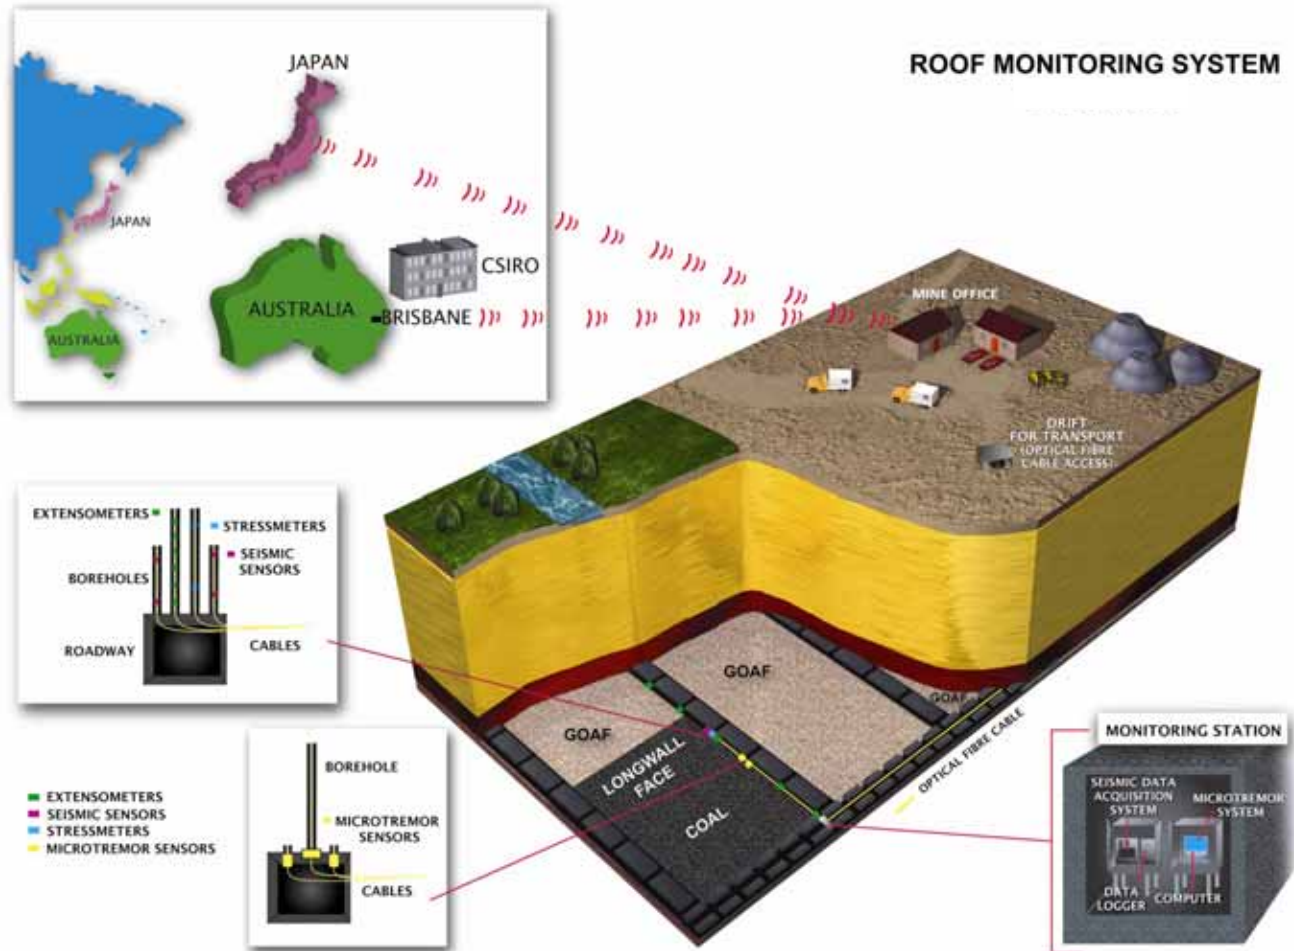 ROOF MONITORING SYSTEM
JAPAN
JAPAN
CSIRO
AUSTRALIA
BRISBANE
AUSTRALIA
MINE OFFICE
DRIFT
FOR TRANSPORT
(OPTICAL FIBRE
CABLE ACCESS)
EXTENSOMETERS
STRESSMETERS
SEISMIC
SENSORS
BOREHOLES
ROADWAY
CABLES
GOAF
GOAF
GOAF
LONGWALL
FACE
COAL
OPTICAL FIBRE CABLE
BOREHOLE
MICROTREMOR
SENSORS
CABLES
EXTENSOMETERS
SEISMIC SENSORS
STRESSMETERS
MICROTREMOR SENSORS
MONITORING STATION
SEISMIC DATA
ACQUISITION
SYSTEM
MICROTREMOR
SYSTEM
DATA
LOGGER
COMPUTER